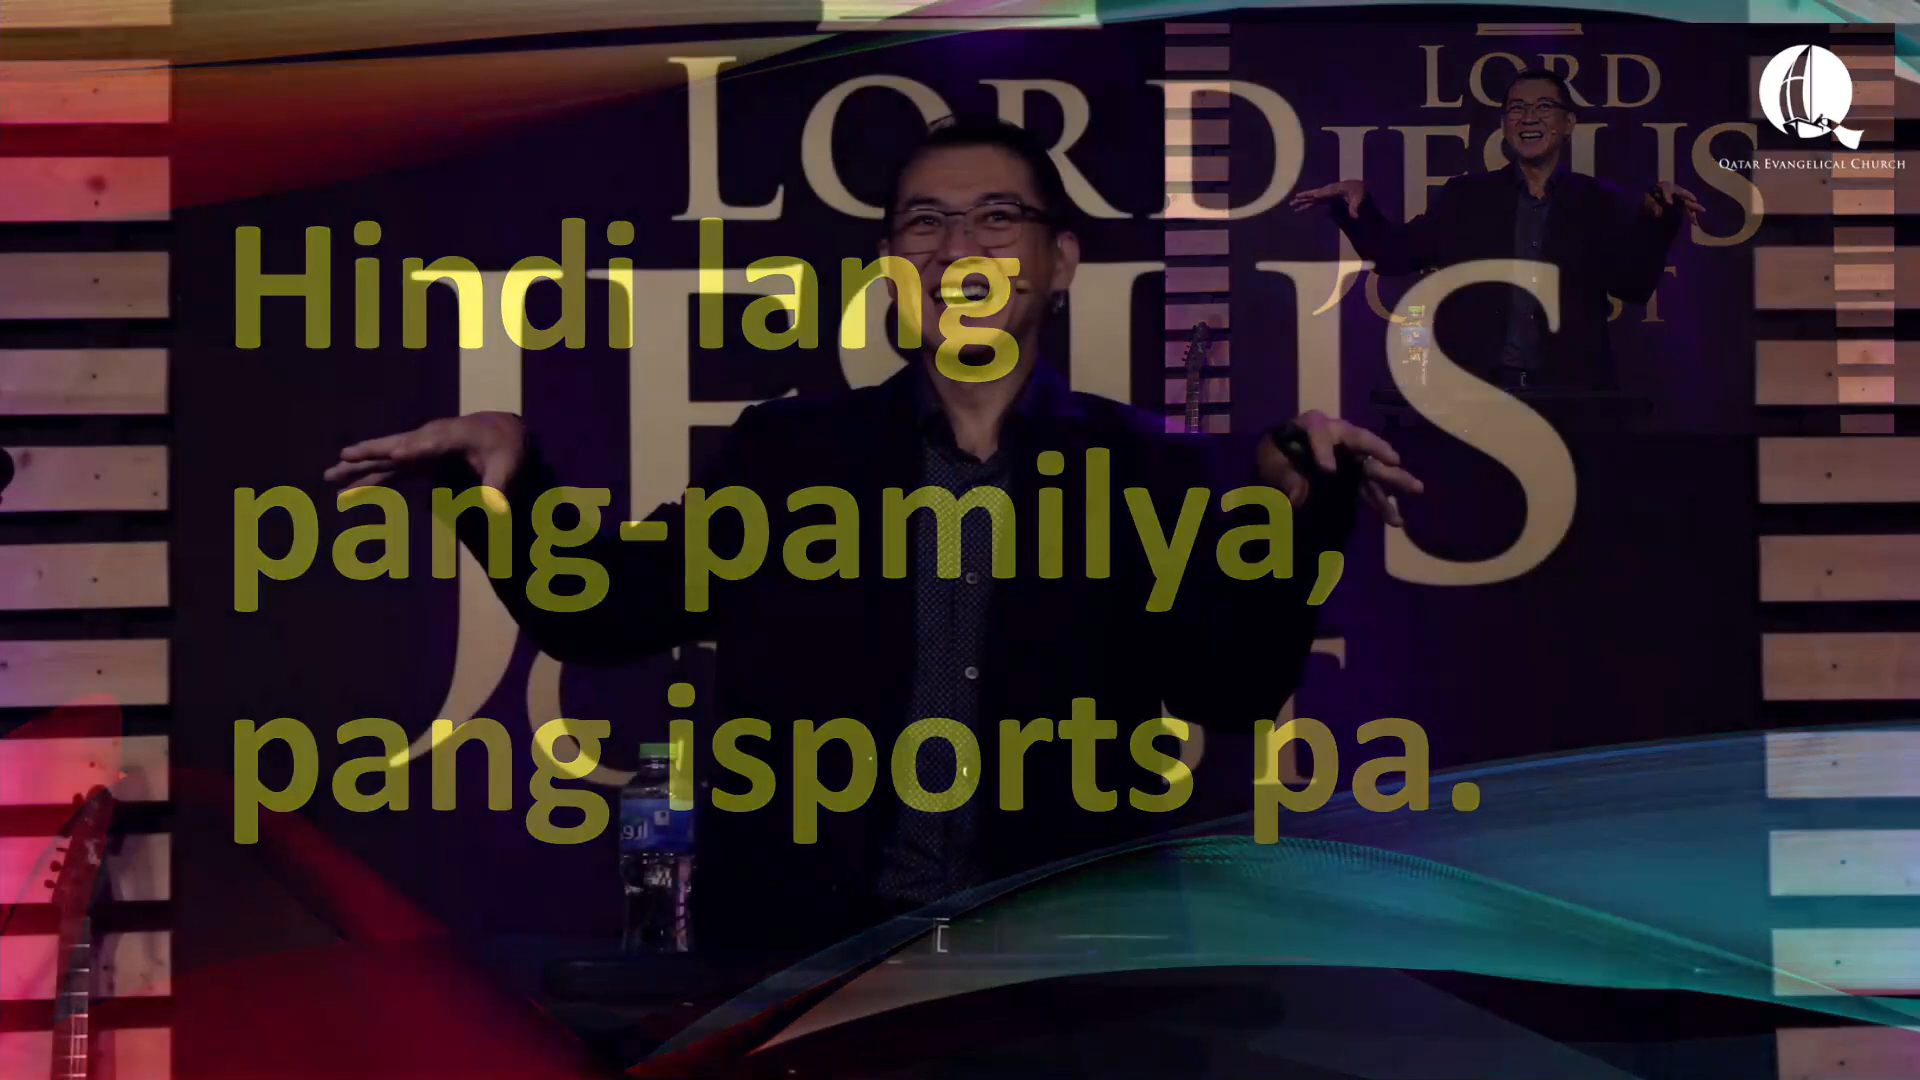 LORD
JESUS
LORD
JESUS
QATAR EVANGELICAL CHURCH
Hindi lang
pang-pamilya,
pang isports pa.